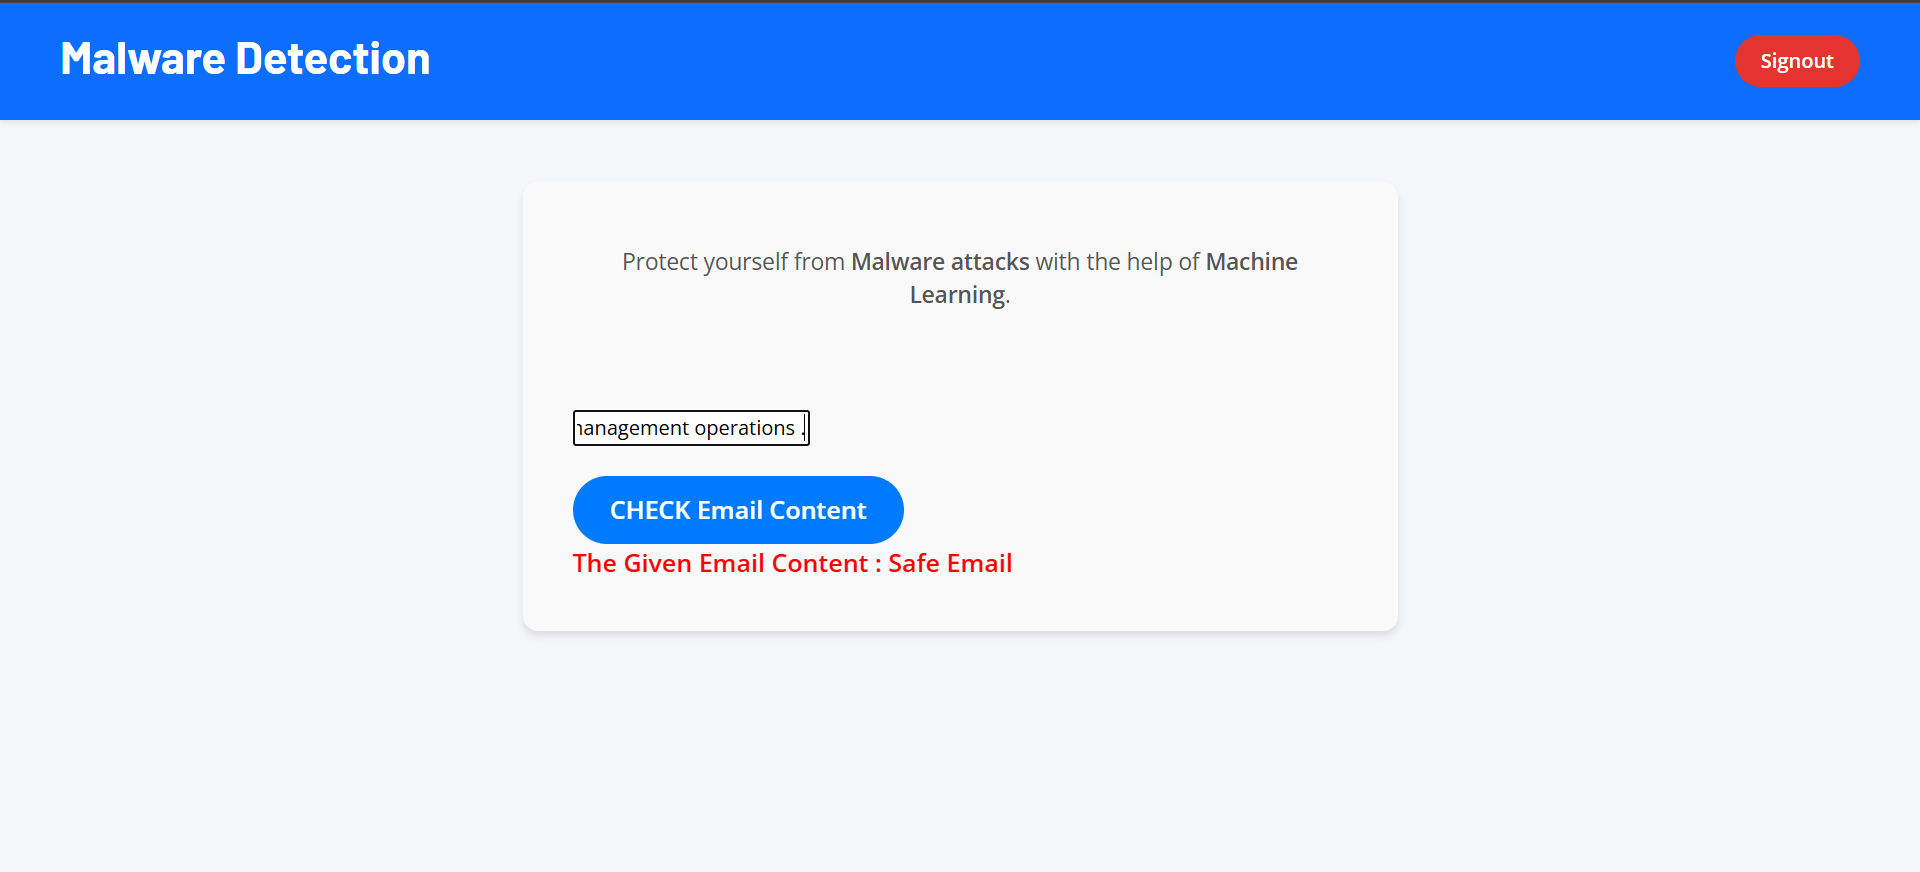 Malware Detection
Signout
Protect yourself from Malware attacks with the help of Machine
Learning.
operations .
CHECK Email Content
The Given Email Content : Safe Email